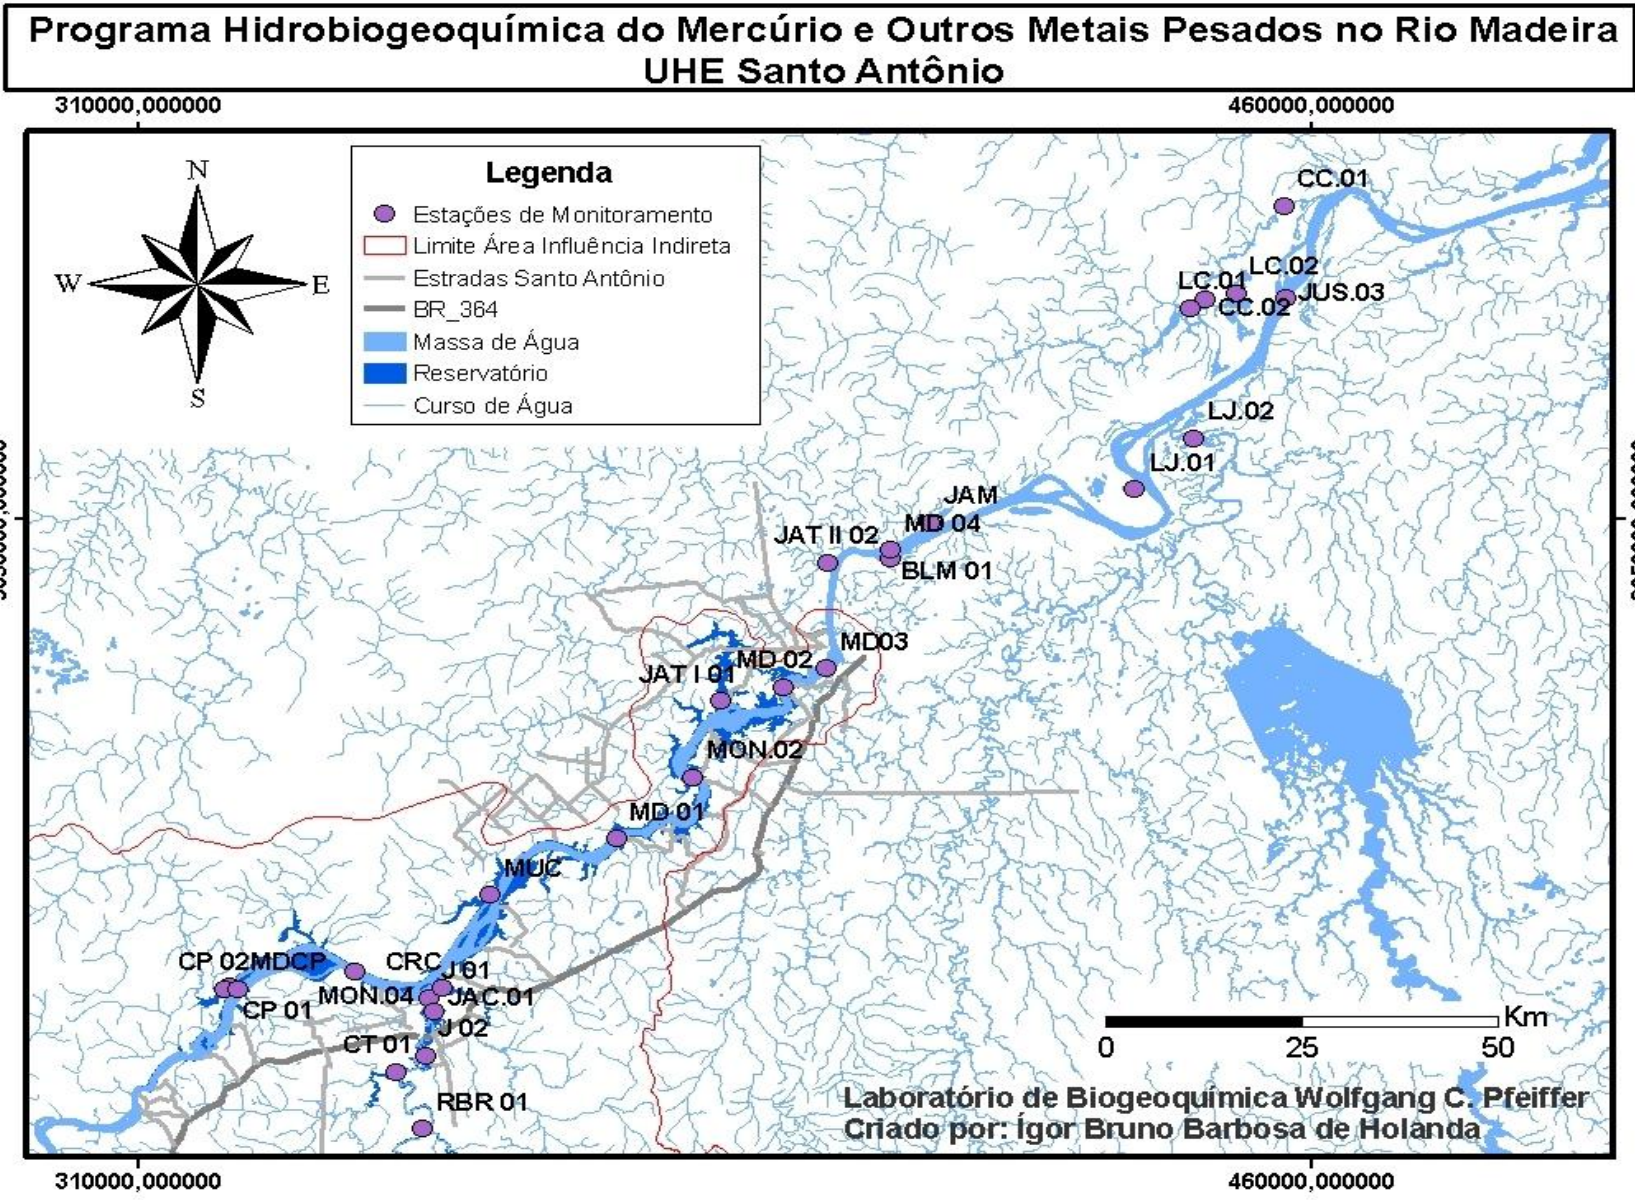 Programa Hidrobiogeoquímica do Mercúrio e Outros Metais Pesados no Rio Madeira
UHE Santo Antônio
310000,000000
460000,000000
N
W
E
S
Legenda
Estações de Monitoramento
Limite Área Influência Indireta
Estradas Santo Antônio
BR_364
Massa de Água
Reservatório
Curso de Água
CC.01
LC.02
LC.01
JUS.03
CC.02
LJ.02
LJ.01
JAM
MD 04
JAT II 02
BLM 01
MD03
MD 02
JAT I 01
MON.02
MD 01
MUC
CP 02
MDCP
CRC
J 01
MON.04
JAC.01
CP 01
J 02
CT 01
RBR 01
Km
0
25
50
Laboratório de Biogeoquímica Wolfgang C. Pfeiffer
Criado por: Ígor Bruno Barbosa de Holanda
310000,000000
460000,000000